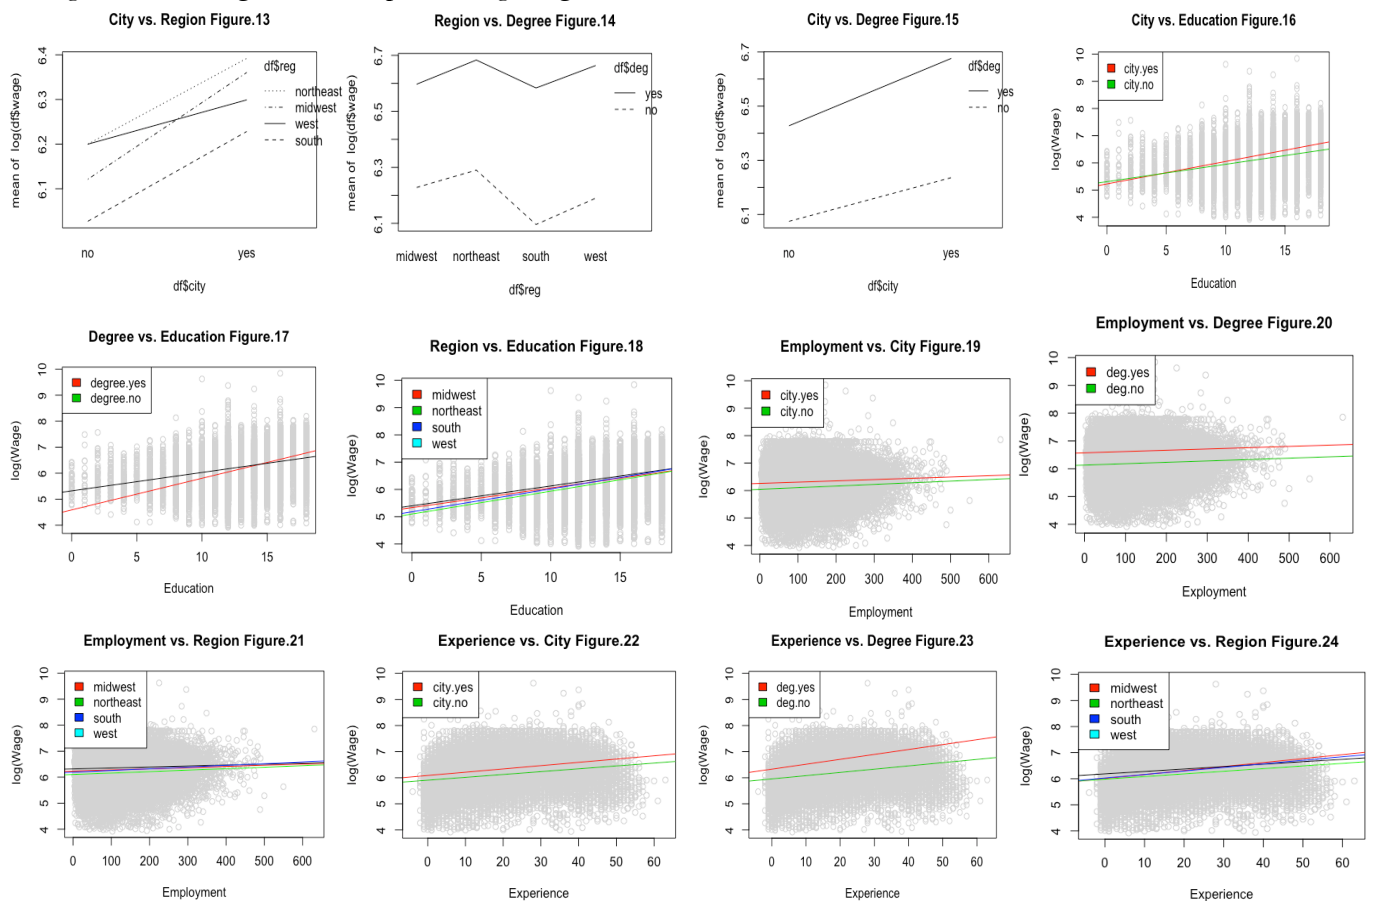 City vs. Region Figure.13
mean of log(df$wage)
6.4
6.3
6.2
6.1
df$reg
northeast
midwest
west
south
no yes
df$city
Region vs. Degree Figure.14
mean of log(df$wage)
6.7
6.5
6.3
6.1
df$deg
yes
no
midwest northeast south west
df$reg
City vs. Degree Figure.15
mean of log(df$wage)
6.7
6.5
6.3
6.1
df$deg
yes
no
no yes
df$city
City vs. Education Figure.16
log(Wage)
10
9
8
7
6
5
4
city.yes
city.no
0 5 10 15
Education
Degree vs. Education Figure.17
log(Wage)
10
9
8
7
6
5
4
degree.yes
degree.no
0 5 10 15
Education
Region vs. Education Figure.18
log(Wage)
10
9
8
7
6
5
4
midwest
northeast
south
west
0 5 10 15
Education
Employment vs. City Figure.19
log(Wage)
10
9
8
7
6
5
4
city.yes
city.no
0 100 200 300 400 500 600
Employment
Employment vs. Degree Figure.20
log(Wage)
10
9
8
7
6
5
4
deg.yes
deg.no
0 100 200 300 400 500 600
Exployment
Employment vs. Region Figure.21
log(Wage)
10
9
8
7
6
5
4
midwest
northeast
south
west
0 100 200 300 400 500 600
Employment
Experience vs. City Figure.22
log(Wage)
10
9
8
7
6
5
4
city.yes
city.no
0 10 20 30 40 50 60
Experience
Experience vs. Degree Figure.23
log(Wage)
10
9
8
7
6
5
4
deg.yes
deg.no
0 10 20 30 40 50 60
Experience
Experience vs. Region Figure.24
log(Wage)
10
9
8
7
6
5
4
midwest
northeast
south
west
0 10 20 30 40 50 60
Experience